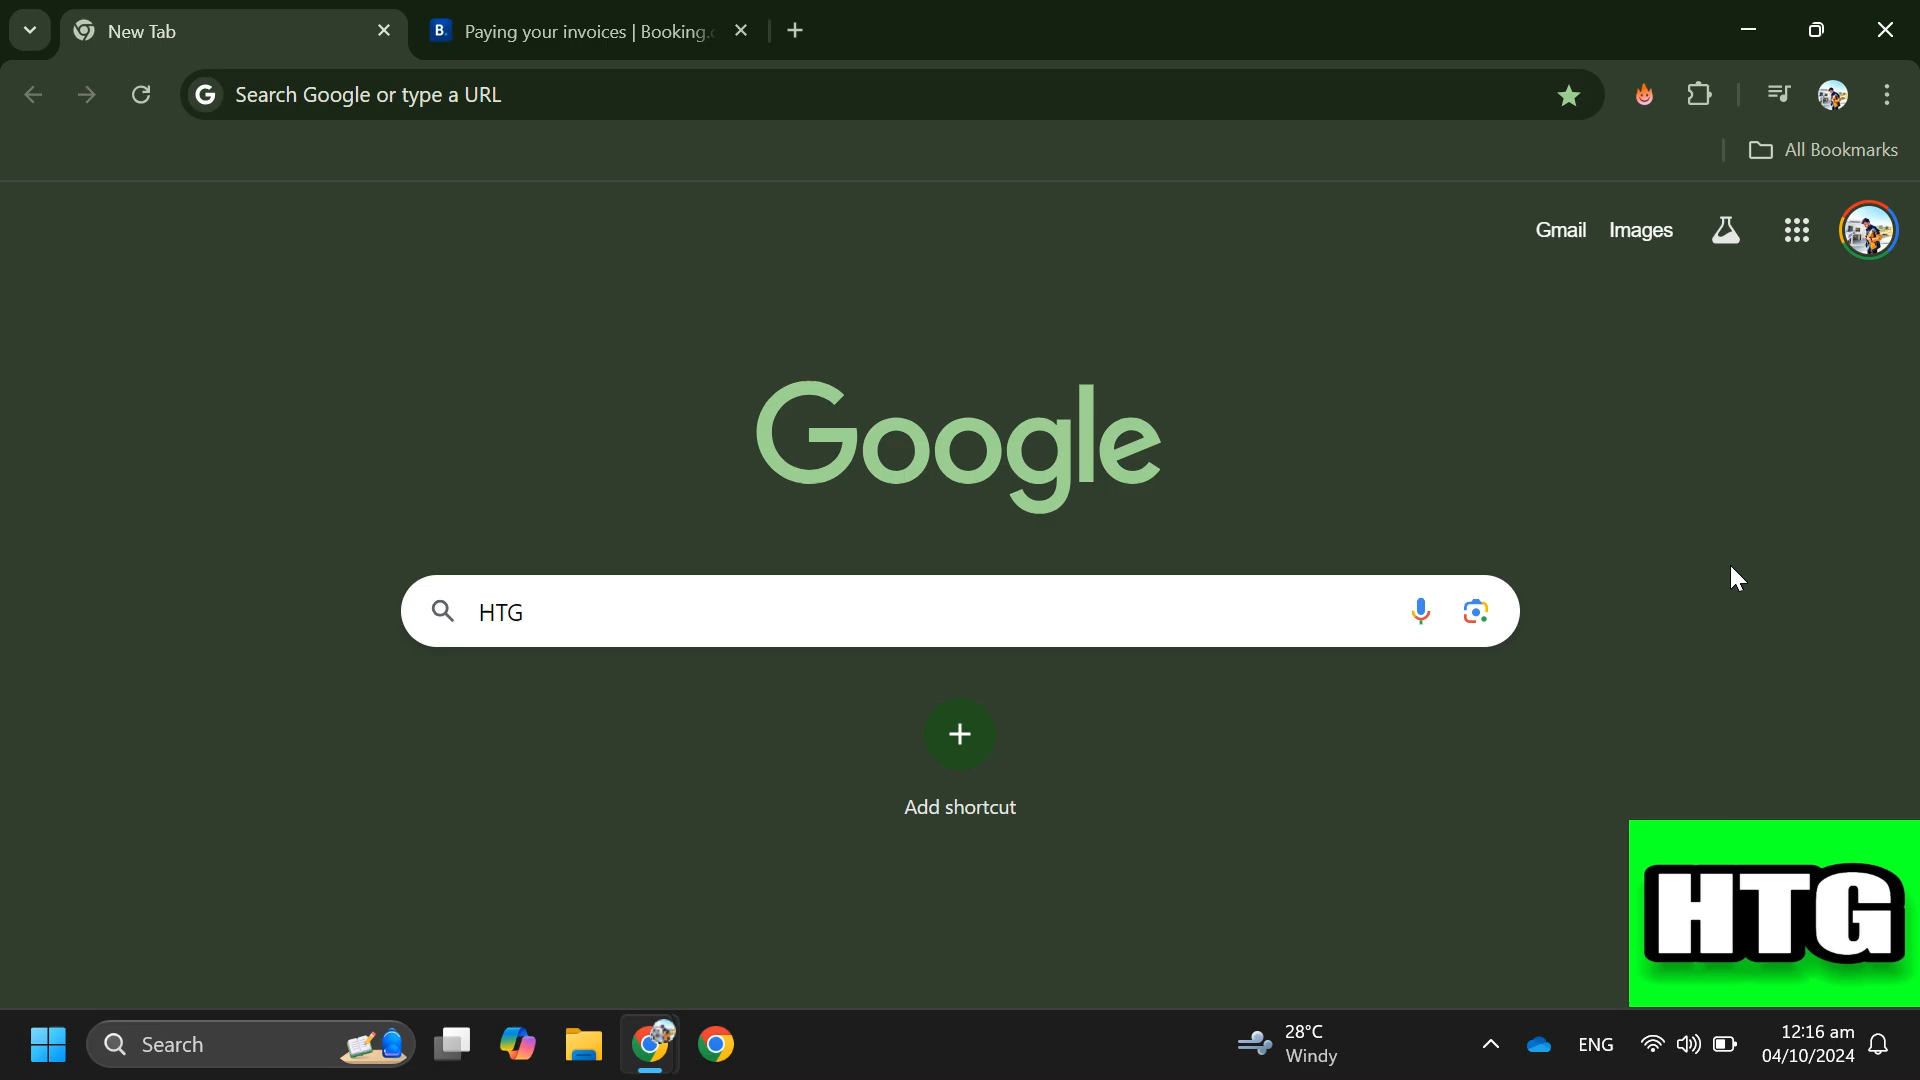 New Tab
B. Paying your invoices | Booking.c
Search Google or type a URL
All Bookmarks
Gmail Images
Google
HTG
Add shortcut
HTG
Search
28°C
Windy
ENG
12:16 am
04/10/2024